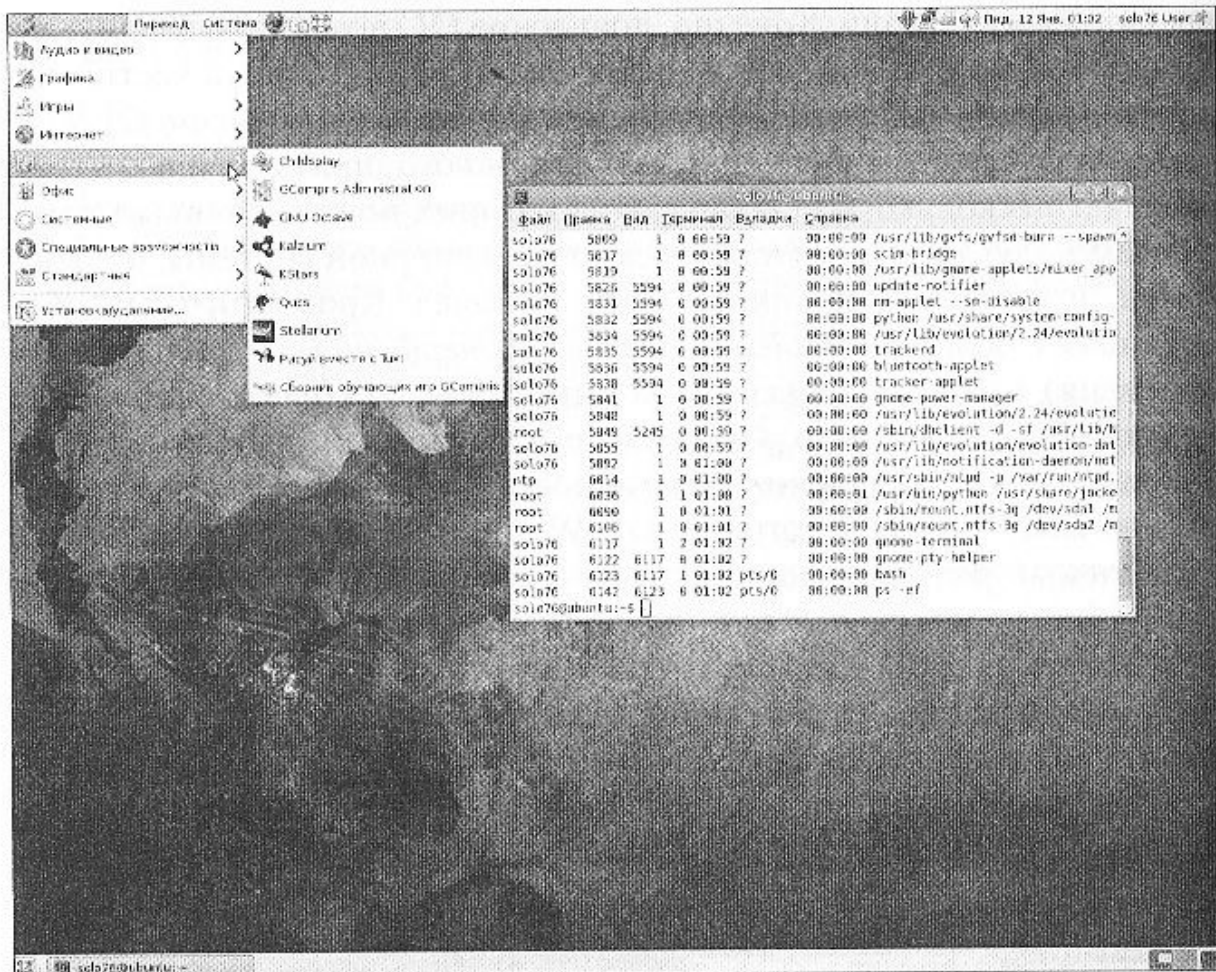 Переход Система Пнд, 12 Янв, 01:02 solo76 User
Аудио и видео
Графика
Игры
Интернет
Офис
Системные
Специальные возможности
Стандартные
Установка/удаление...
Childsplay
GCompris Administration
GNU Octave
Kalzium
KStars
Qucs
Stellarium
Рисуй вместе с Tux!
Сборник обучающих игр GCompris
Файл Правка Вид Терминал Вкладки Справка
solo76 5809 1 0 00:59 ? 00:00:00 /usr/lib/gvfs/gvfsd-burn --spawn
solo76 5817 1 0 00:59 ? 00:00:00 scim-bridge
solo76 5819 1 0 00:59 ? 00:00:00 /usr/lib/gnome-applets/mixer_app
solo76 5826 5594 0 00:59 ? 00:00:00 update-notifier
solo76 5831 5594 0 00:59 ? 00:00:00 nm-applet --sm-disable
solo76 5832 5594 0 00:59 ? 00:00:00 python /usr/share/system-config-
solo76 5834 5594 0 00:59 ? 00:00:00 /usr/lib/evolution/2.24/evolutio
solo76 5835 5594 0 00:59 ? 00:00:00 trackerd
solo76 5836 5594 0 00:59 ? 00:00:00 bluetooth-applet
solo76 5838 5594 0 00:59 ? 00:00:00 tracker-applet
solo76 5841 1 0 00:59 ? 00:00:00 gnome-power-manager
solo76 5848 1 0 00:59 ? 00:00:00 /usr/lib/evolution/2.24/evolutio
root 5849 5245 0 00:59 ? 00:00:00 /sbin/dhclient -d -sf /usr/lib/N
solo76 5855 1 0 00:59 ? 00:00:00 /usr/lib/evolution/evolution-dat
solo76 5892 1 0 01:00 ? 00:00:00 /usr/lib/notification-daemon/not
ntp 6014 1 0 01:00 ? 00:00:00 /usr/sbin/ntpd -p /var/run/ntpd.
root 6036 1 1 01:00 ? 00:00:01 /usr/bin/python /usr/share/jocke
root 6090 1 0 01:01 ? 00:00:00 /sbin/mount.ntfs-3g /dev/sda1 /m
root 6106 1 0 01:01 ? 00:00:00 /sbin/mount.ntfs-3g /dev/sda2 /m
solo76 6117 1 2 01:02 ? 00:00:00 gnome-terminal
solo76 6122 6117 0 01:02 ? 00:00:00 gnome-pty-helper
solo76 6123 6117 1 01:02 pts/0 00:00:00 bash
solo76 6142 6123 0 01:02 pts/0 00:00:00 ps -ef
solo76@ubuntu:~$
solo76@ubuntu: ~